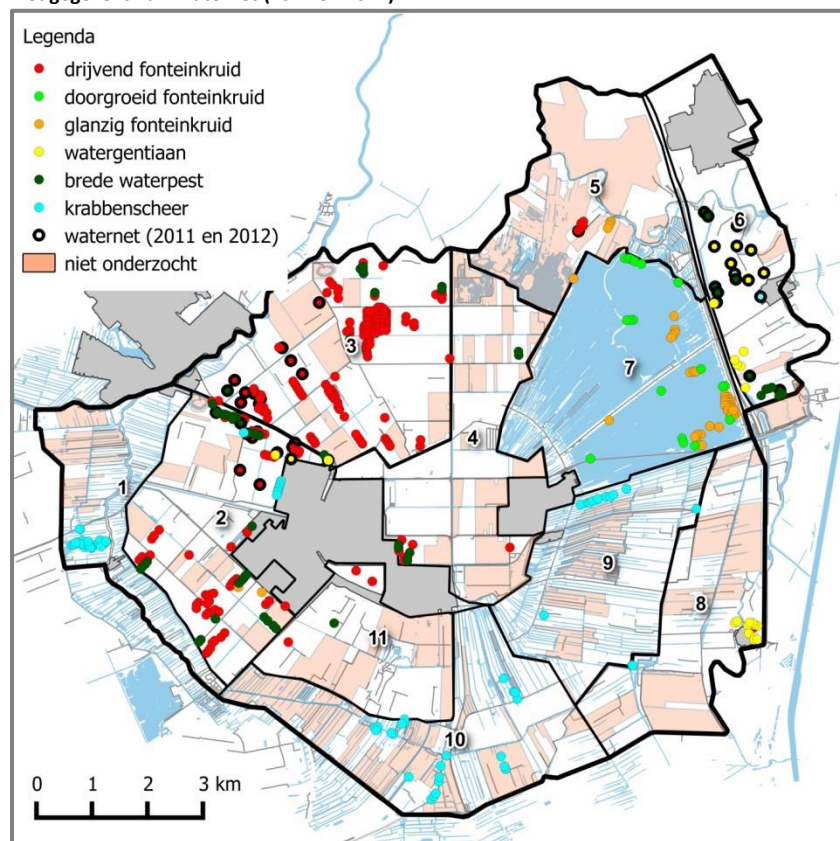 Legenda
drijvend fonteinkruid
doorgroeid fonteinkruid
glanzig fonteinkruid
watergentiaan
brede waterpest
krabbenscheer
waternet (2011 en 2012)
niet onderzocht
5
6
3
7
4
1
2
9
8
11
10
0 1 2 3 km